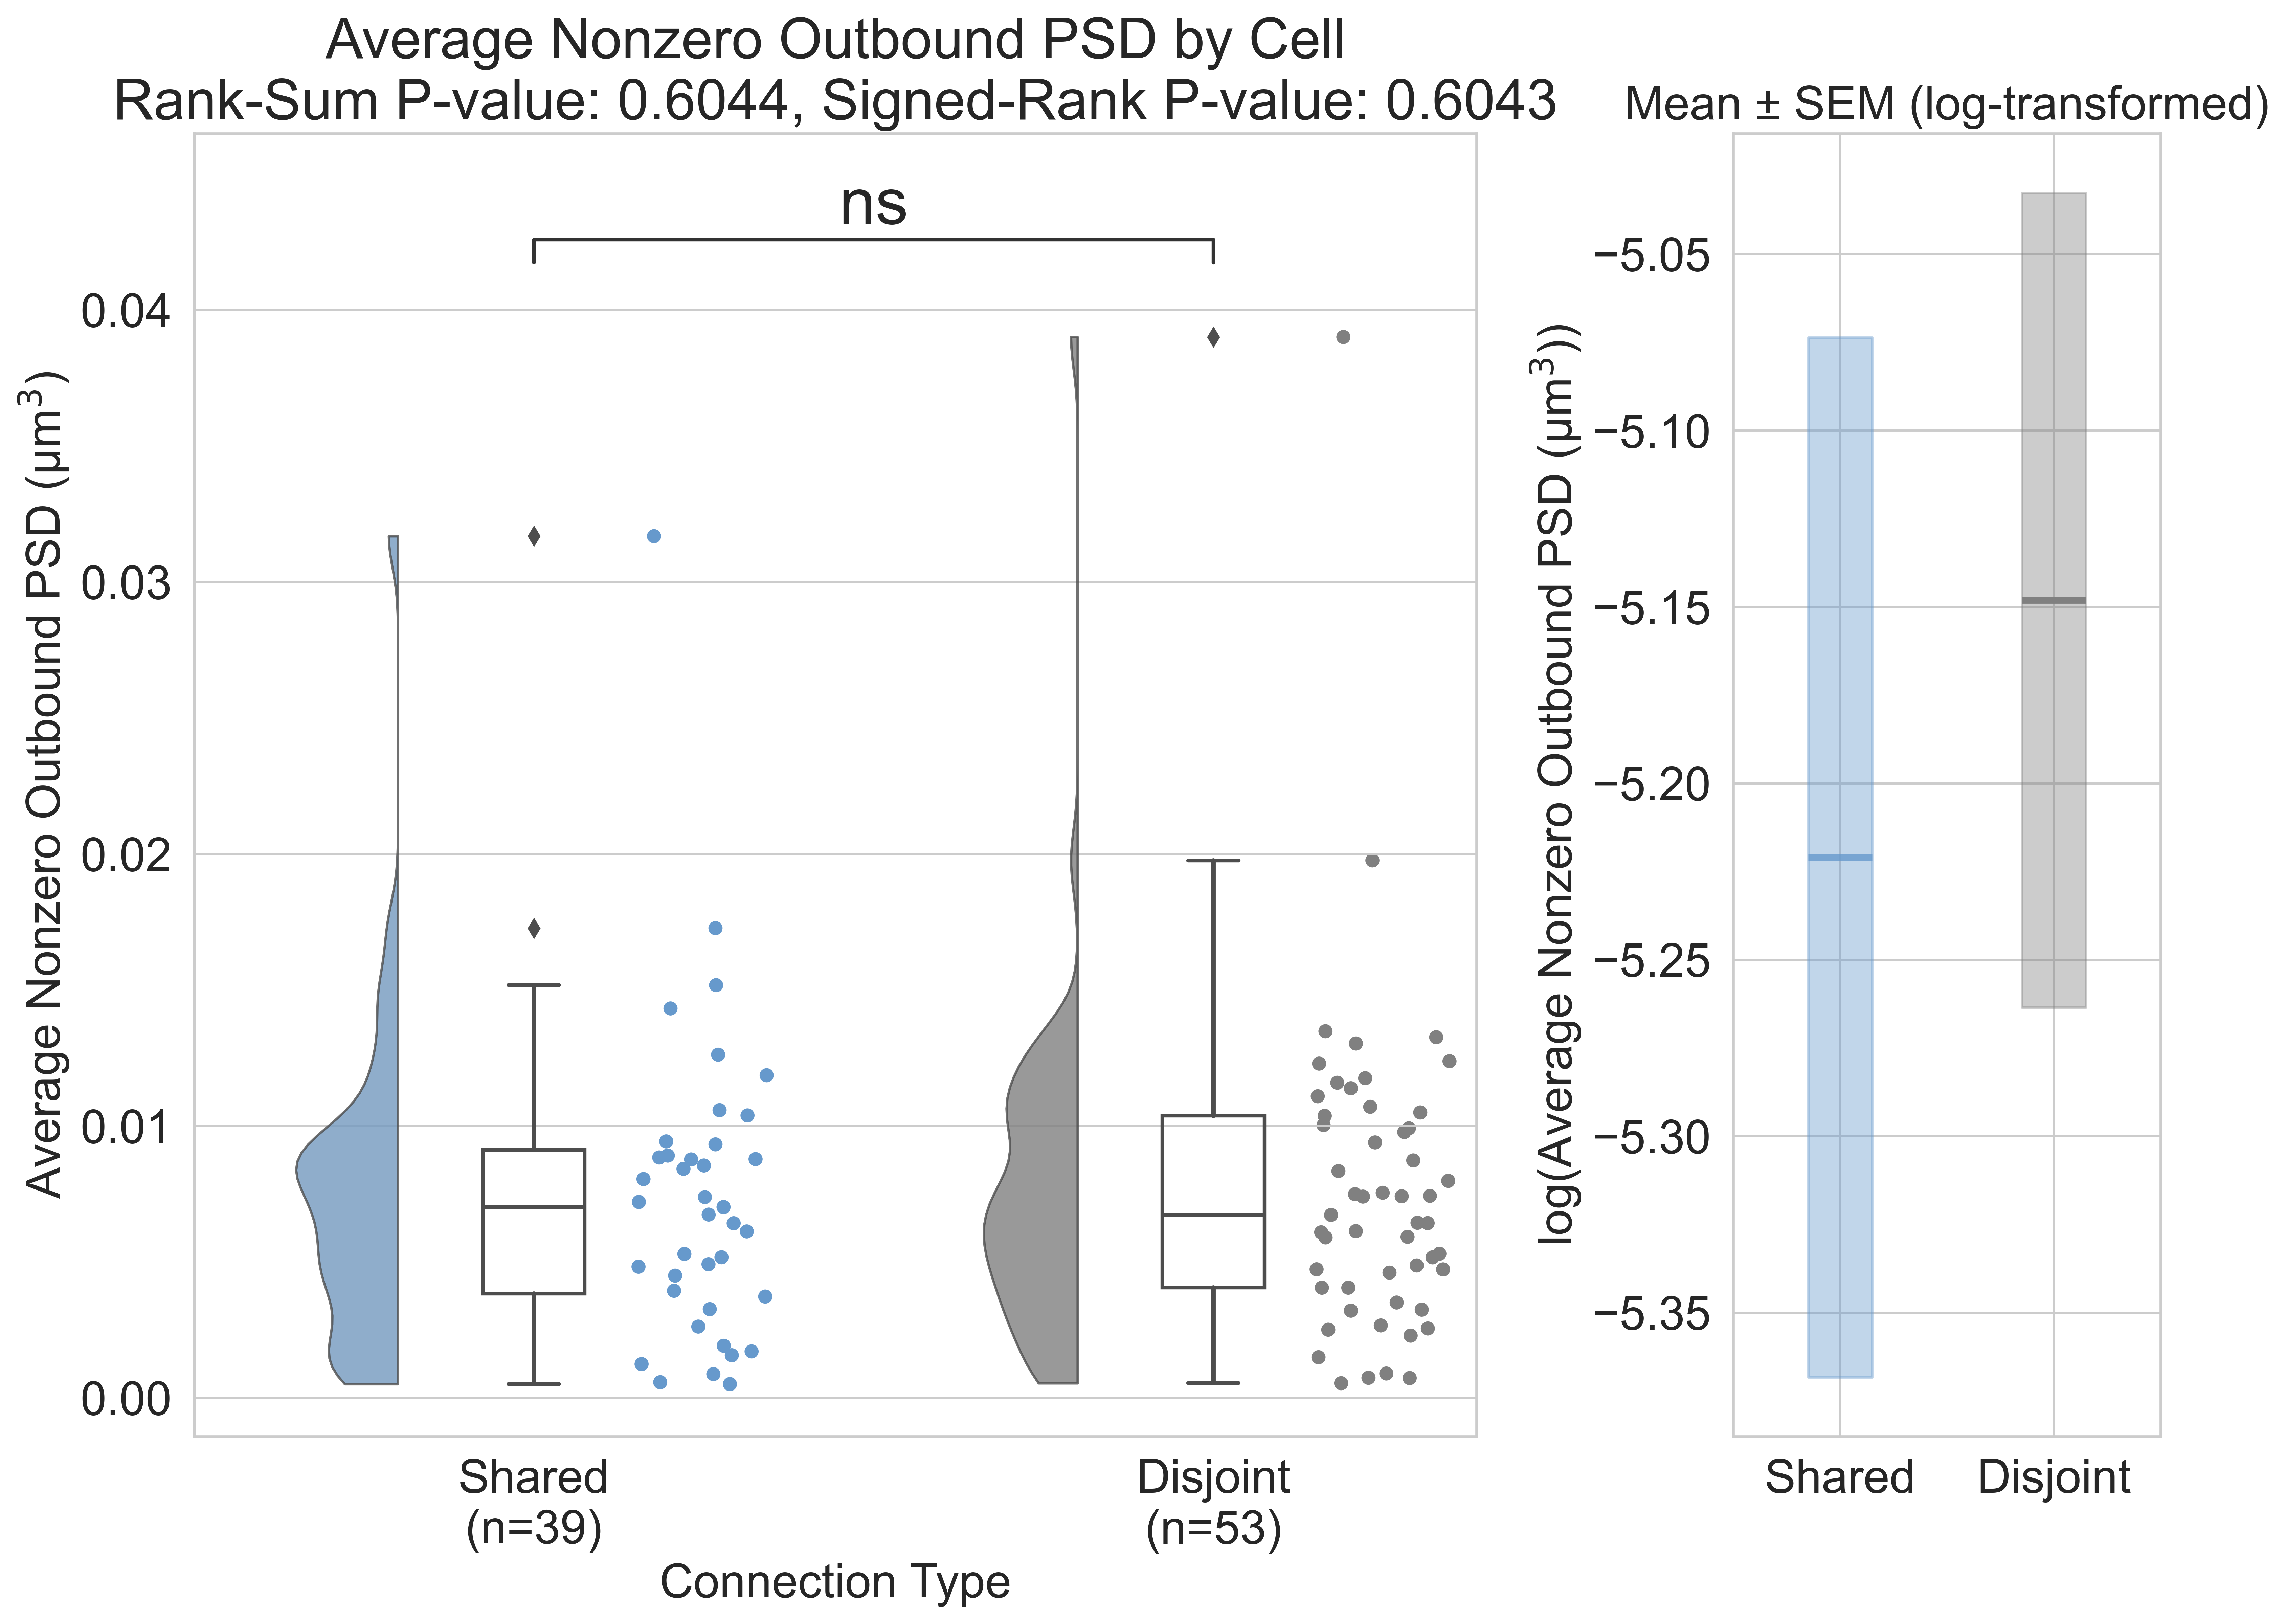 Average Nonzero Outbound PSD by Cell
Rank-Sum P-value: 0.6044, Signed-Rank P-value: 0.6043
ns
Average Nonzero Outbound PSD (µm³)
0.04
0.03
0.02
0.01
0.00
Shared
(n=39)
Disjoint
(n=53)
Connection Type
Mean ± SEM (log-transformed)
log(Average Nonzero Outbound PSD (µm³))
−5.05
−5.10
−5.15
−5.20
−5.25
−5.30
−5.35
Shared
Disjoint